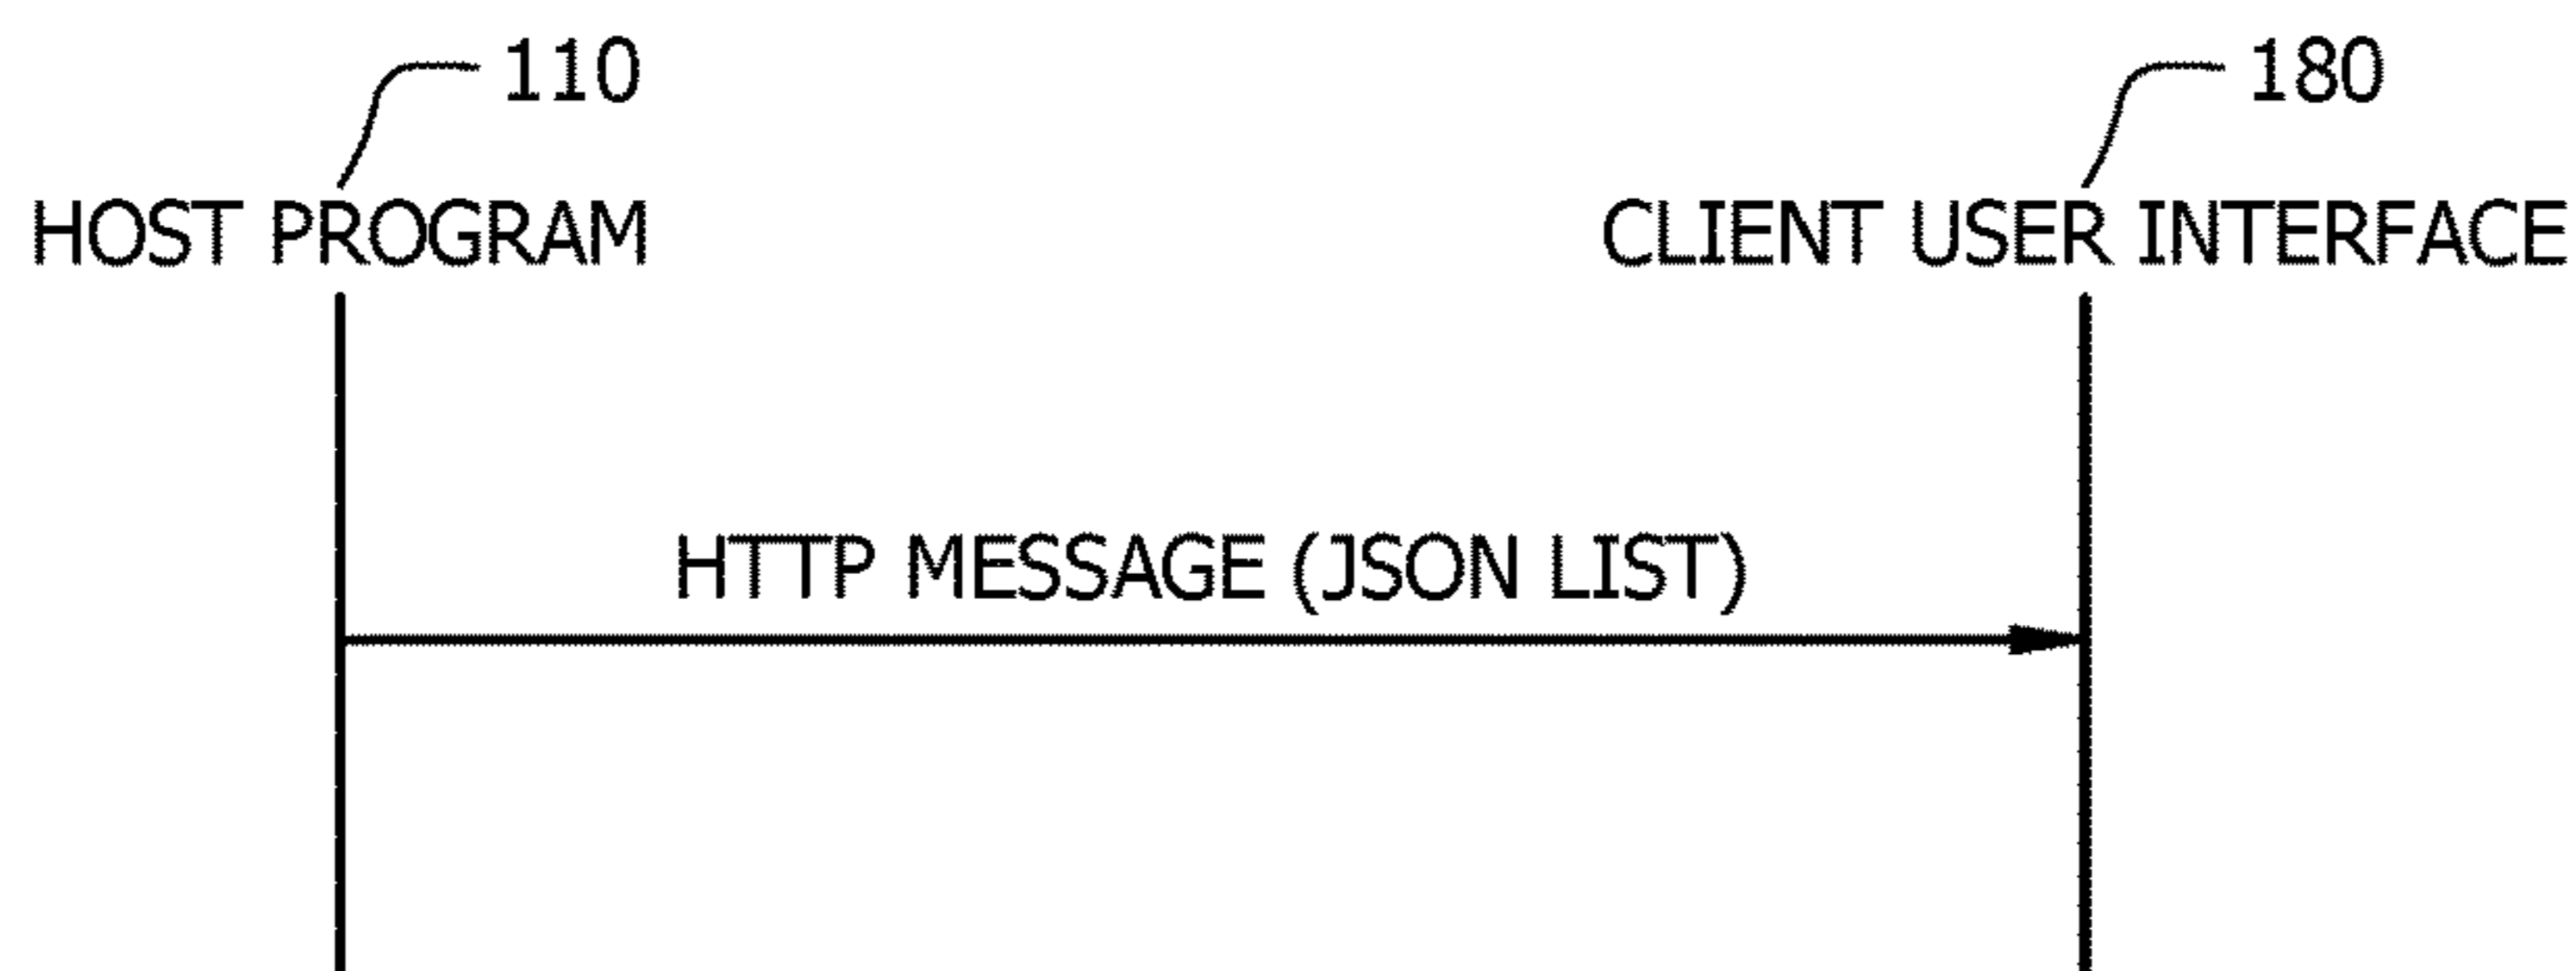 110
180
HOST PROGRAM
CLIENT USER INTERFACE
HTTP MESSAGE (JSON LIST)